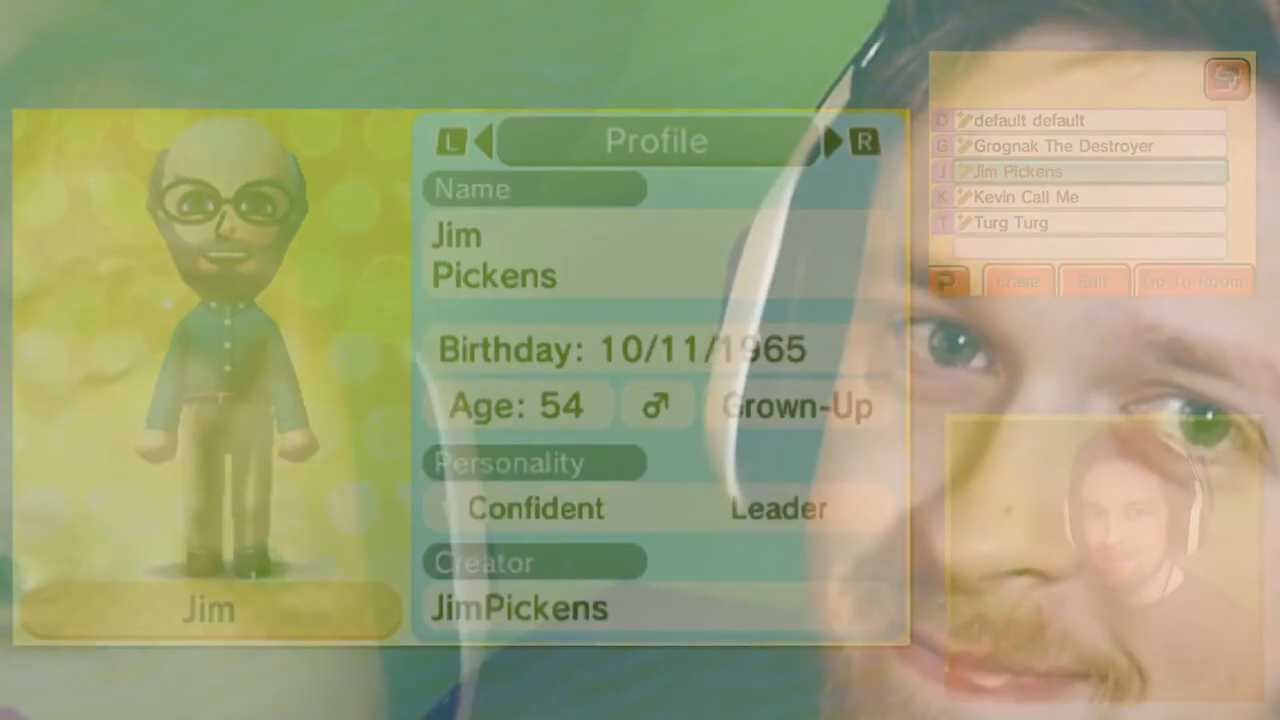 L Profile R
Name
Jim
Pickens
Birthday: 10/11/1965
Age: 54 ♂ Grown-Up
Personality
Confident Leader
Creator
JimPickens
Jim
D default default
G Grognak The Destroyer
J Jim Pickens
K Kevin Call Me
T Turg Turg
Erase Edit Go To Room